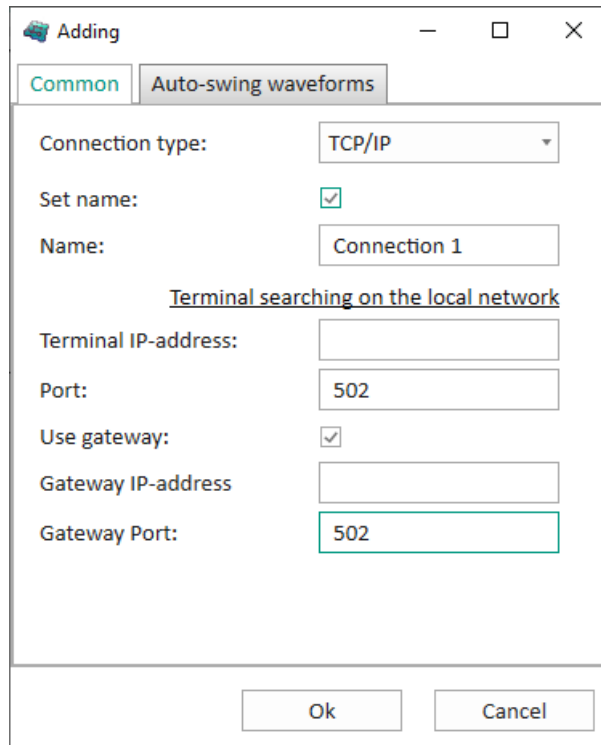 Adding
Common Auto-swing waveforms
Connection type: TCP/IP
Set name:
Name: Connection 1
Terminal searching on the local network
Terminal IP-address:
Port: 502
Use gateway:
Gateway IP-address
Gateway Port: 502
Ok Cancel